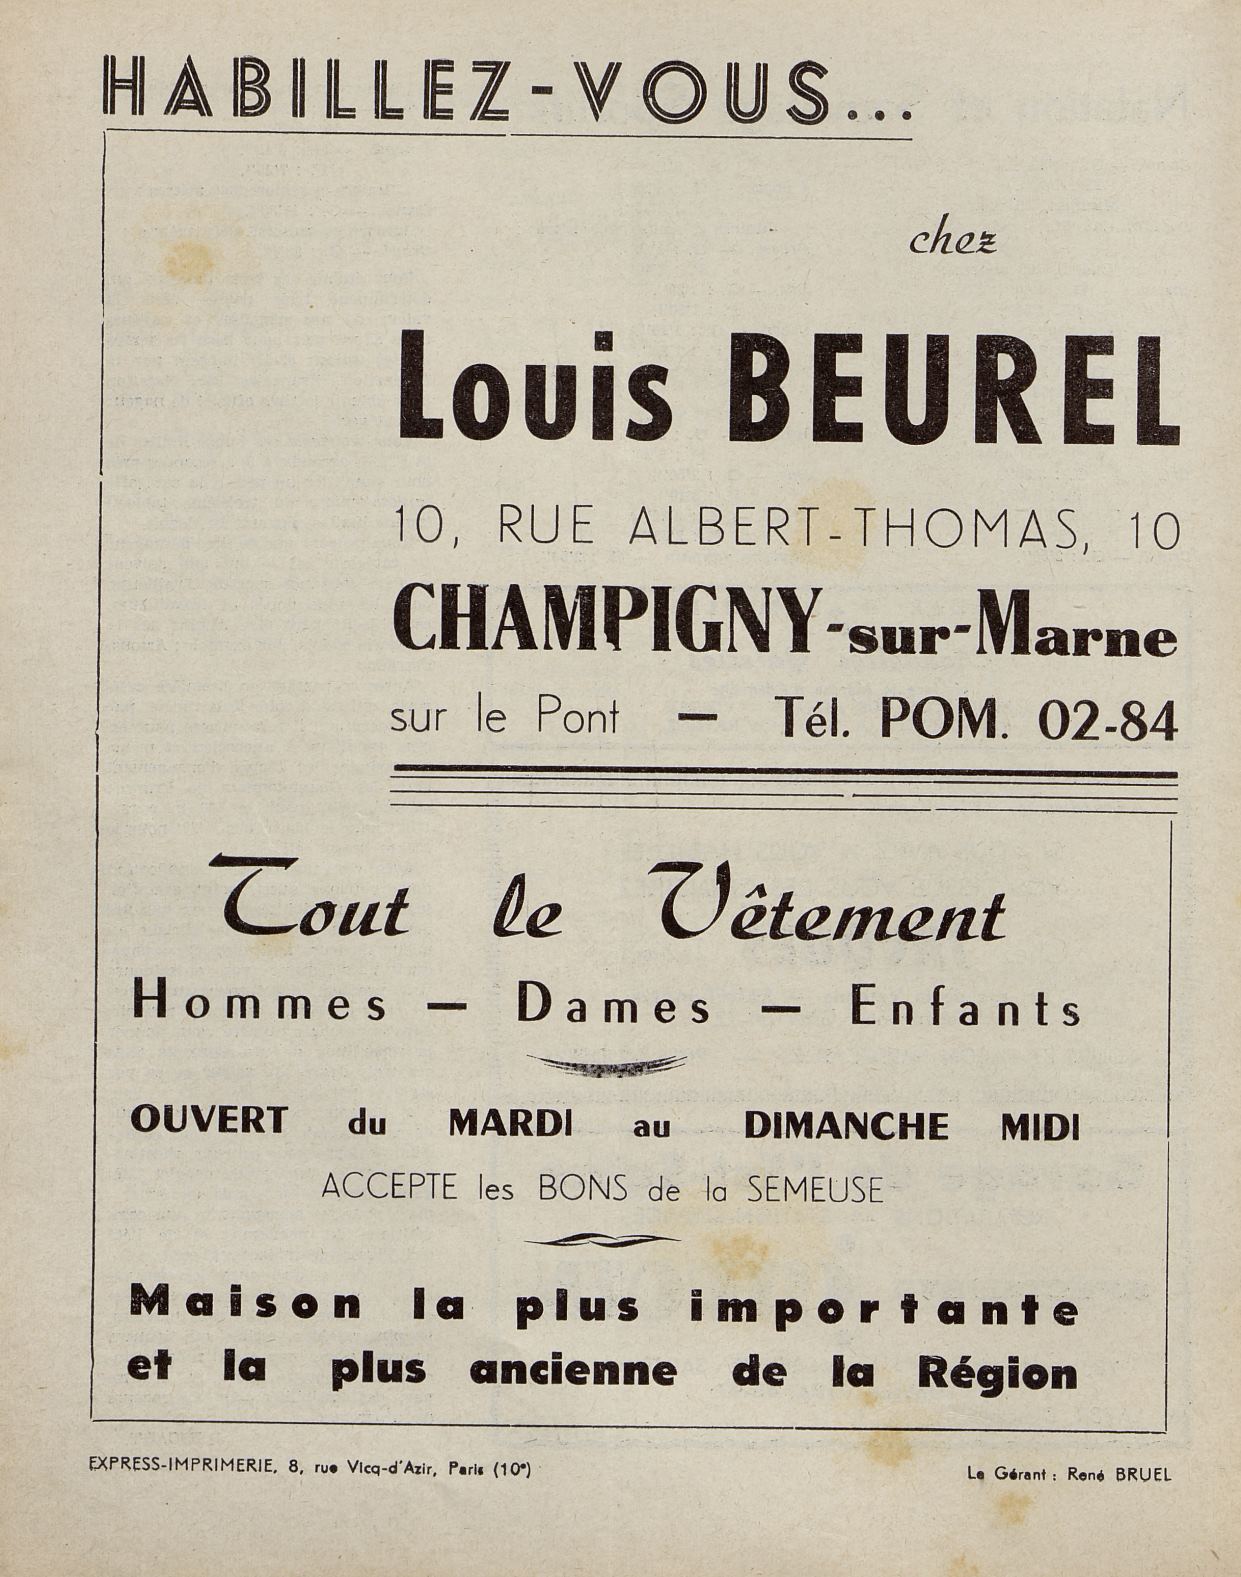 HABILLEZ-VOUS...
chez
Louis BEUREL
10, RUE ALBERT-THOMAS, 10
CHAMPIGNY-sur-Marne
sur le Pont — Tél. POM. 02-84
Tout le Vêtement
Hommes — Dames — Enfants
OUVERT du MARDI au DIMANCHE MIDI
ACCEPTE les BONS de la SEMEUSE
Maison la plus importante
et la plus ancienne de la Région
EXPRESS-IMPRIMERIE, 8, rue Vicq-d'Azir, Paris (10e)
Le Gérant : René BRUEL